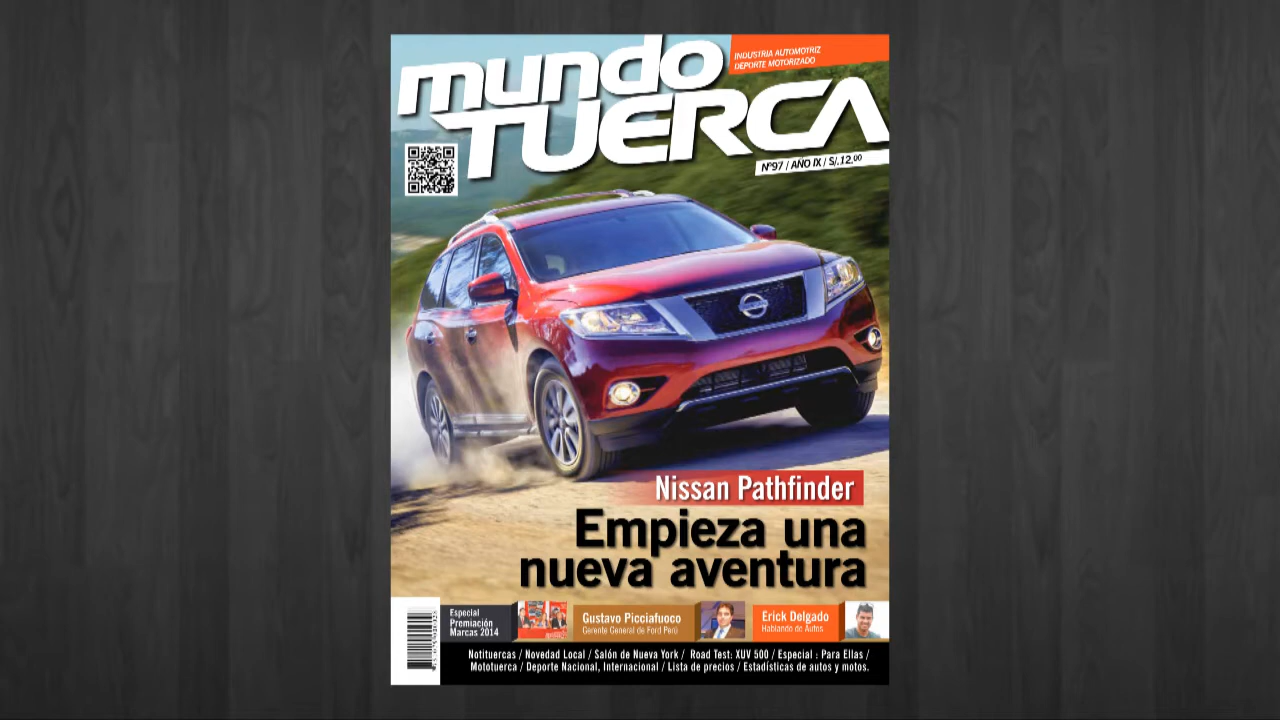 mundo
TUERCA
INDUSTRIA AUTOMOTRIZ
DEPORTE MOTORIZADO
Nº97 / AÑO IX / S/.12.00
Nissan Pathfinder
Empieza una
nueva aventura
Especial
Premiación
Marcas 2014
Gustavo Picciafuoco
Gerente General de Ford Perú
Erick Delgado
Hablando de Autos
Notituercas / Novedad Local / Salón de Nueva York / Road Test: XUV 500 / Especial : Para Ellas /
Mototuerca / Deporte Nacional, Internacional / Lista de precios / Estadísticas de autos y motos.